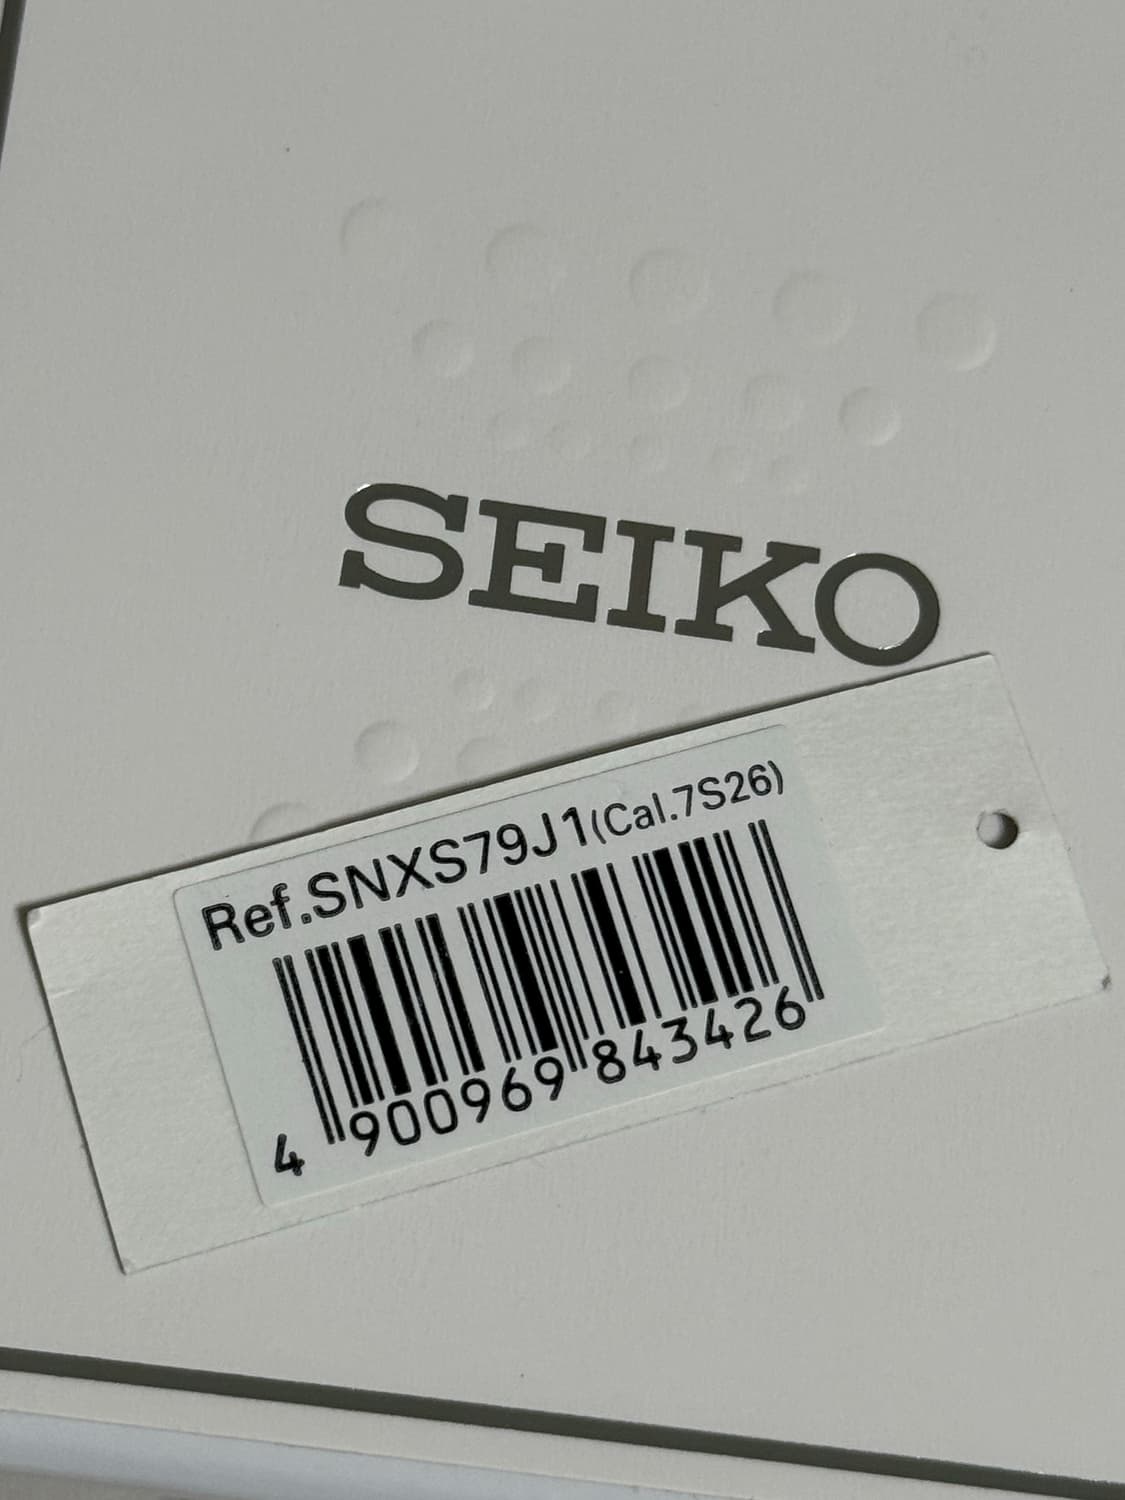 SEIKO
Ref.SNXS79J1(Cal.7S26)
4 900969 843426